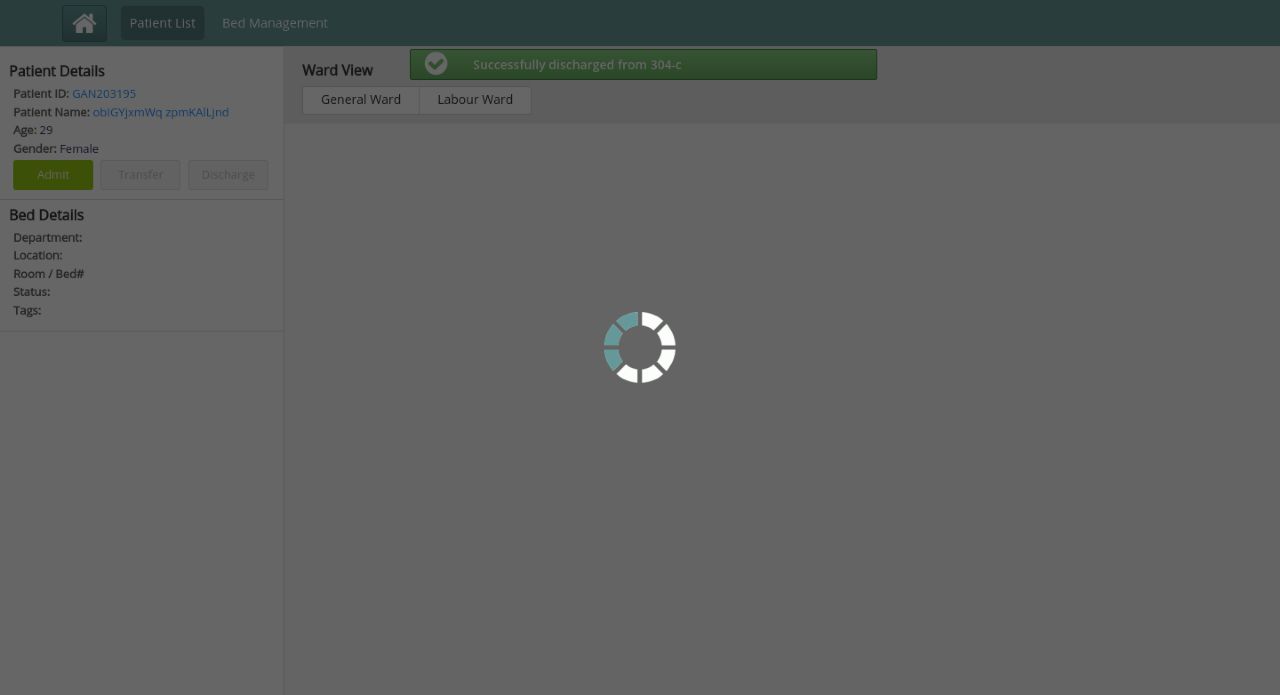 Patient List
Bed Management
Patient Details
Patient ID: GAN203195
Patient Name: obIGYjxmWq zpmKAlLjnd
Age: 29
Gender: Female
Admit
Transfer
Discharge
Bed Details
Department:
Location:
Room / Bed#
Status:
Tags:
Ward View
Successfully discharged from 304-c
General Ward
Labour Ward